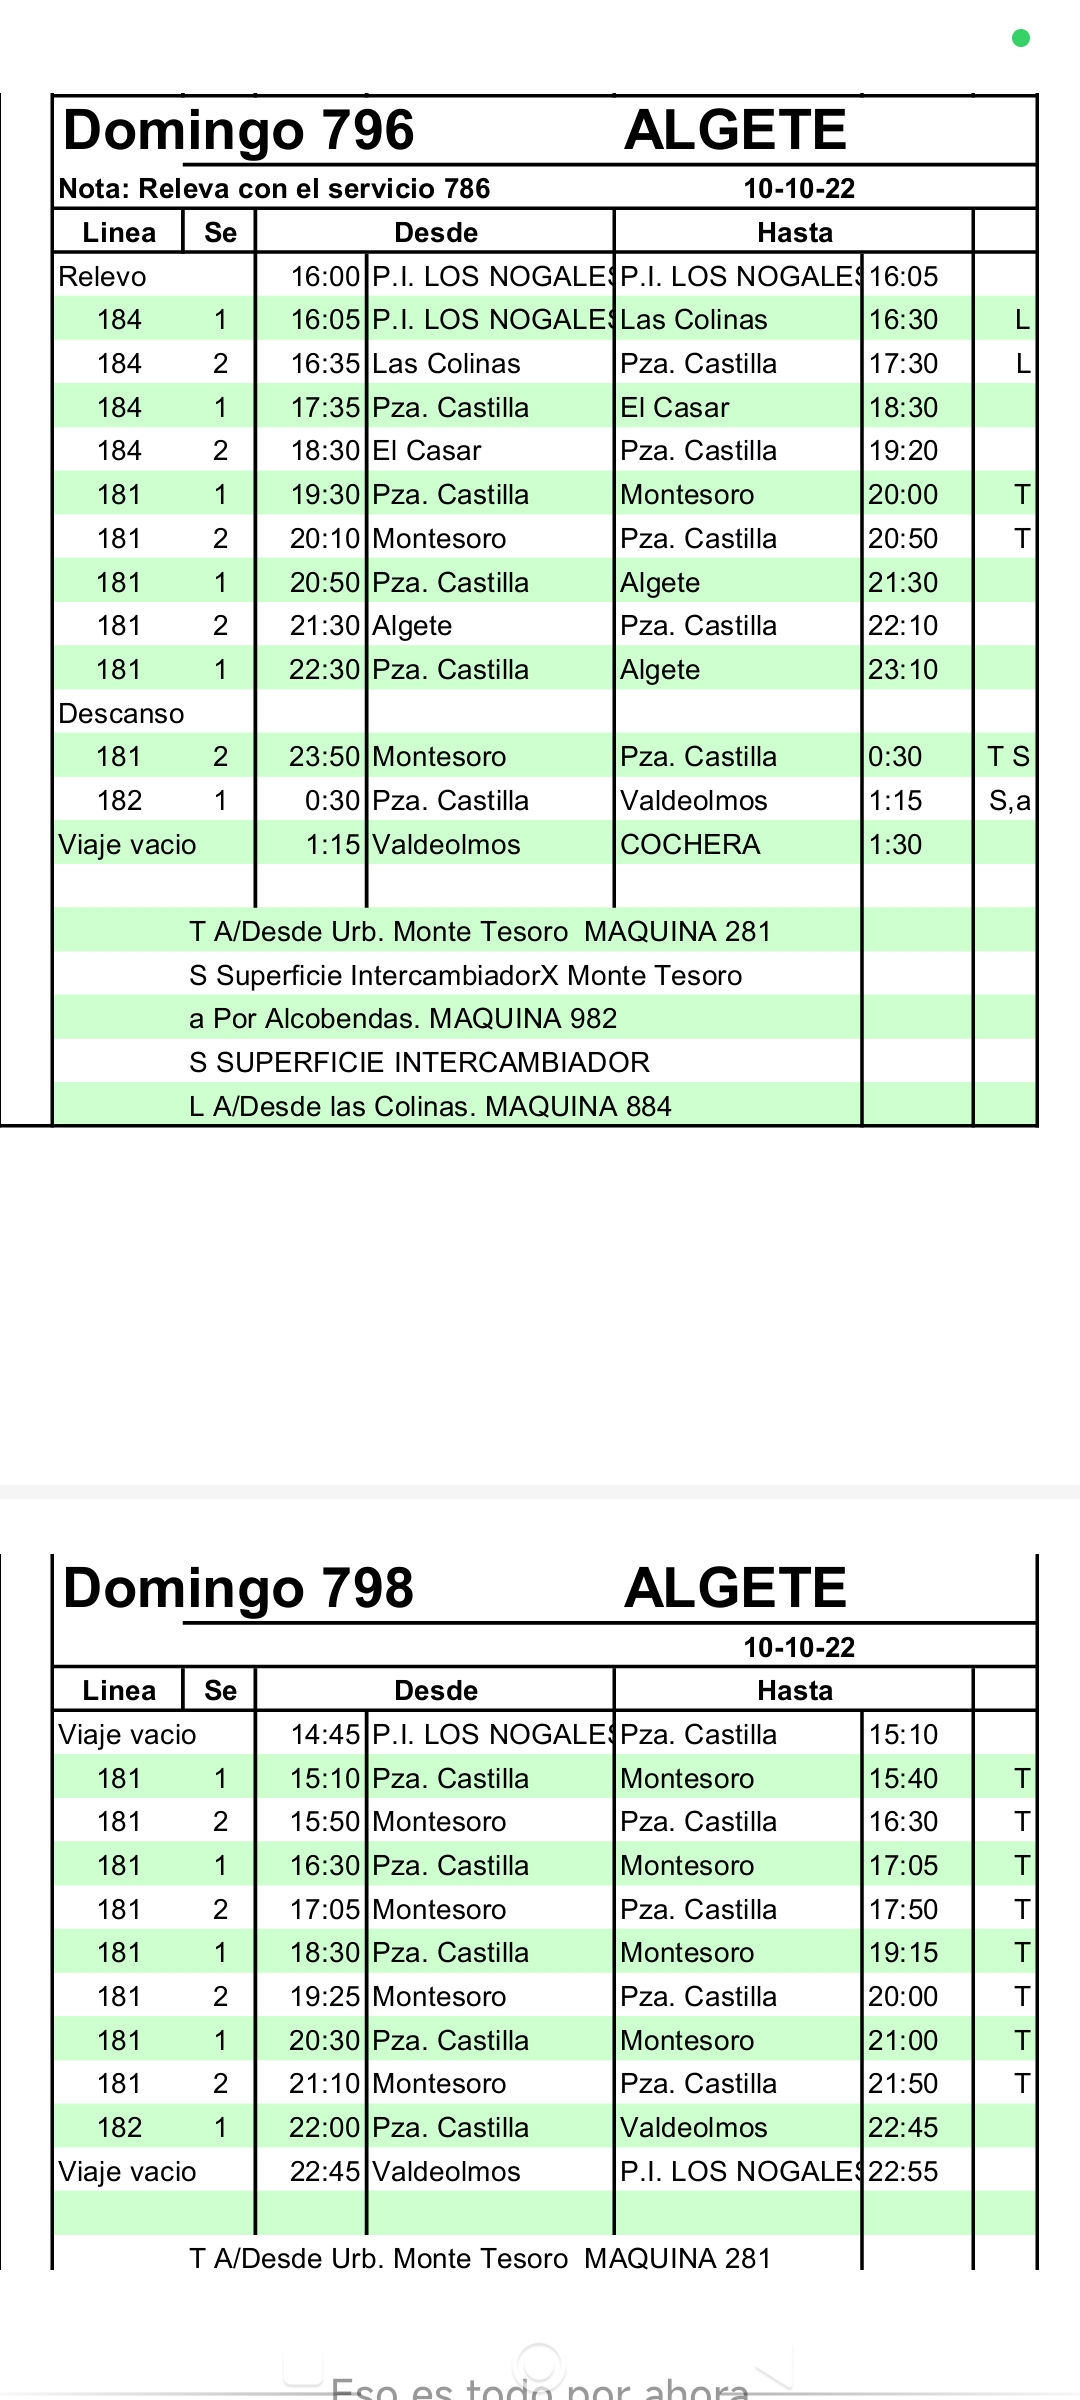 Domingo 796 ALGETE
Nota: Releva con el servicio 786 10-10-22
Linea Se Desde Hasta
Relevo 16:00 P.I. LOS NOGALES P.I. LOS NOGALES 16:05
184 1 16:05 P.I. LOS NOGALES Las Colinas 16:30 L
184 2 16:35 Las Colinas Pza. Castilla 17:30 L
184 1 17:35 Pza. Castilla El Casar 18:30
184 2 18:30 El Casar Pza. Castilla 19:20
181 1 19:30 Pza. Castilla Montesoro 20:00 T
181 2 20:10 Montesoro Pza. Castilla 20:50 T
181 1 20:50 Pza. Castilla Algete 21:30
181 2 21:30 Algete Pza. Castilla 22:10
181 1 22:30 Pza. Castilla Algete 23:10
Descanso
181 2 23:50 Montesoro Pza. Castilla 0:30 T S
182 1 0:30 Pza. Castilla Valdeolmos 1:15 S,a
Viaje vacio 1:15 Valdeolmos COCHERA 1:30
T A/Desde Urb. Monte Tesoro MAQUINA 281
S Superficie IntercambiadorX Monte Tesoro
a Por Alcobendas. MAQUINA 982
S SUPERFICIE INTERCAMBIADOR
L A/Desde las Colinas. MAQUINA 884
Domingo 798 ALGETE
10-10-22
Linea Se Desde Hasta
Viaje vacio 14:45 P.I. LOS NOGALES Pza. Castilla 15:10
181 1 15:10 Pza. Castilla Montesoro 15:40 T
181 2 15:50 Montesoro Pza. Castilla 16:30 T
181 1 16:30 Pza. Castilla Montesoro 17:05 T
181 2 17:05 Montesoro Pza. Castilla 17:50 T
181 1 18:30 Pza. Castilla Montesoro 19:15 T
181 2 19:25 Montesoro Pza. Castilla 20:00 T
181 1 20:30 Pza. Castilla Montesoro 21:00 T
181 2 21:10 Montesoro Pza. Castilla 21:50 T
182 1 22:00 Pza. Castilla Valdeolmos 22:45
Viaje vacio 22:45 Valdeolmos P.I. LOS NOGALES 22:55
T A/Desde Urb. Monte Tesoro MAQUINA 281
Eso es todo por ahora